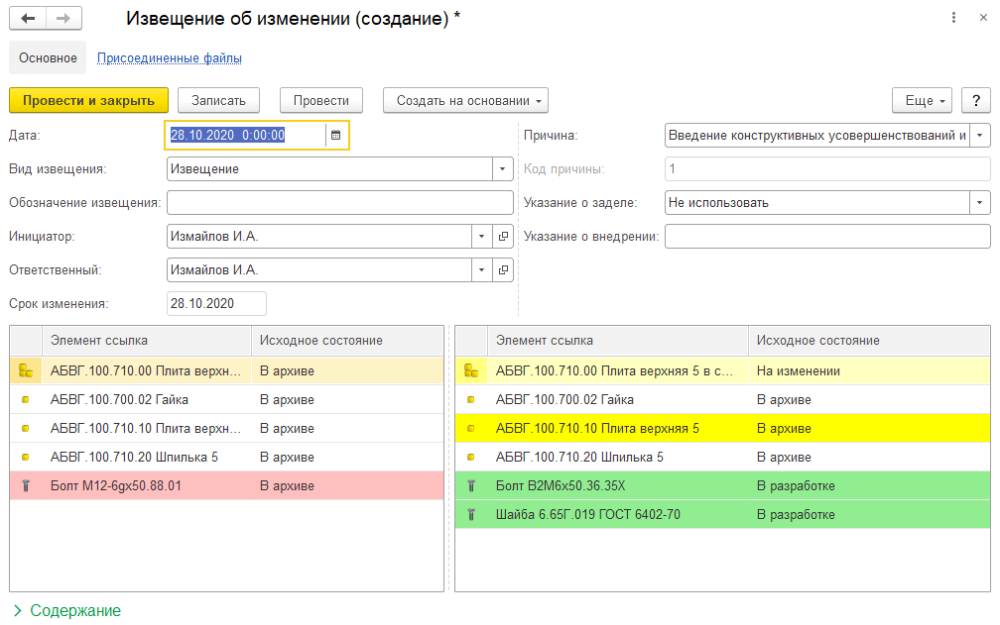 Извещение об изменении (создание) *
Основное Присоединенные файлы
Провести и закрыть Записать Провести Создать на основании Еще ?
Дата: 28.10.2020 0:00:00 Причина: Введение конструктивных усовершенствований и
Вид извещения: Извещение Код причины: 1
Обозначение извещения: Указание о заделе: Не использовать
Инициатор: Измайлов И.А. Указание о внедрении:
Ответственный: Измайлов И.А.
Срок изменения: 28.10.2020
Элемент ссылка Исходное состояние
АБВГ.100.710.00 Плита верхн... В архиве
АБВГ.100.700.02 Гайка В архиве
АБВГ.100.710.10 Плита верхн... В архиве
АБВГ.100.710.20 Шпилька 5 В архиве
Болт М12-6gx50.88.01 В архиве
Элемент ссылка Исходное состояние
АБВГ.100.710.00 Плита верхняя 5 в с... На изменении
АБВГ.100.700.02 Гайка В архиве
АБВГ.100.710.10 Плита верхняя 5 В архиве
АБВГ.100.710.20 Шпилька 5 В архиве
Болт В2М6х50.36.35Х В разработке
Шайба 6.65Г.019 ГОСТ 6402-70 В разработке
Содержание